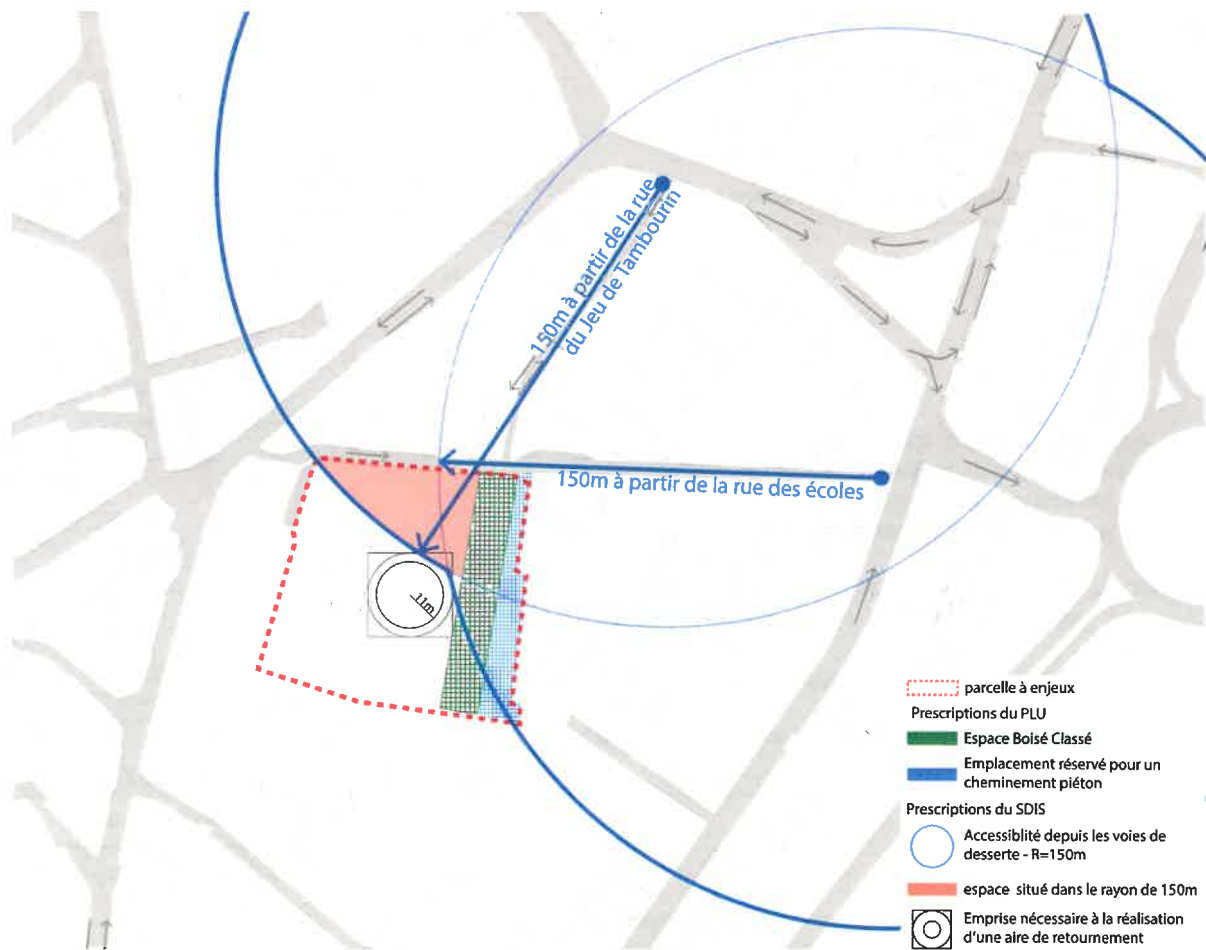 150m à partir de la rue
du Jeu de Tambourin
150m à partir de la rue des écoles
11m
parcelle à enjeux
Prescriptions du PLU
Espace Boisé Classé
Emplacement réservé pour un
cheminement piéton
Prescriptions du SDIS
Accessiblité depuis les voies de
desserte - R=150m
espace situé dans le rayon de 150m
Emprise nécessaire à la réalisation
d'une aire de retournement